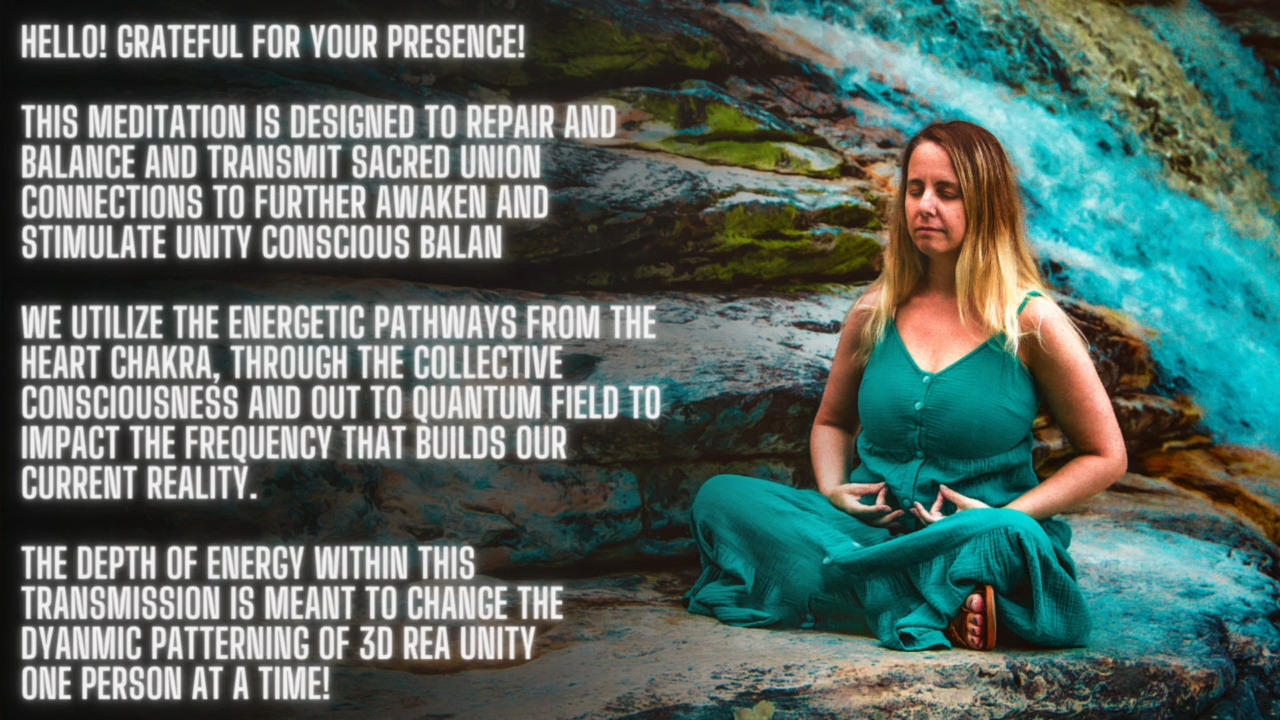 HELLO! GRATEFUL FOR YOUR PRESENCE!
THIS MEDITATION IS DESIGNED TO REPAIR AND
BALANCE AND TRANSMIT SACRED UNION
CONNECTIONS TO FURTHER AWAKEN AND
STIMULATE UNITY CONSCIOUS BALAN
WE UTILIZE THE ENERGETIC PATHWAYS FROM THE
HEART CHAKRA, THROUGH THE COLLECTIVE
CONSCIOUSNESS AND OUT TO QUANTUM FIELD TO
IMPACT THE FREQUENCY THAT BUILDS OUR
CURRENT REALITY.
THE DEPTH OF ENERGY WITHIN THIS
TRANSMISSION IS MEANT TO CHANGE THE
DYANMIC PATTERNING OF 3D REA UNITY
ONE PERSON AT A TIME!